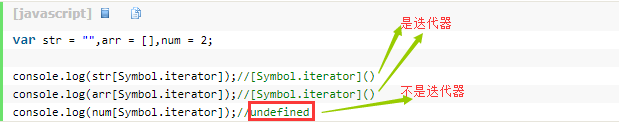 [javascript]
var str = "",arr = [],num = 2;
是迭代器
console.log(str[Symbol.iterator]);//[Symbol.iterator]()
console.log(arr[Symbol.iterator]);//[Symbol.iterator]()
不是迭代器
console.log(num[Symbol.iterator]);//undefined